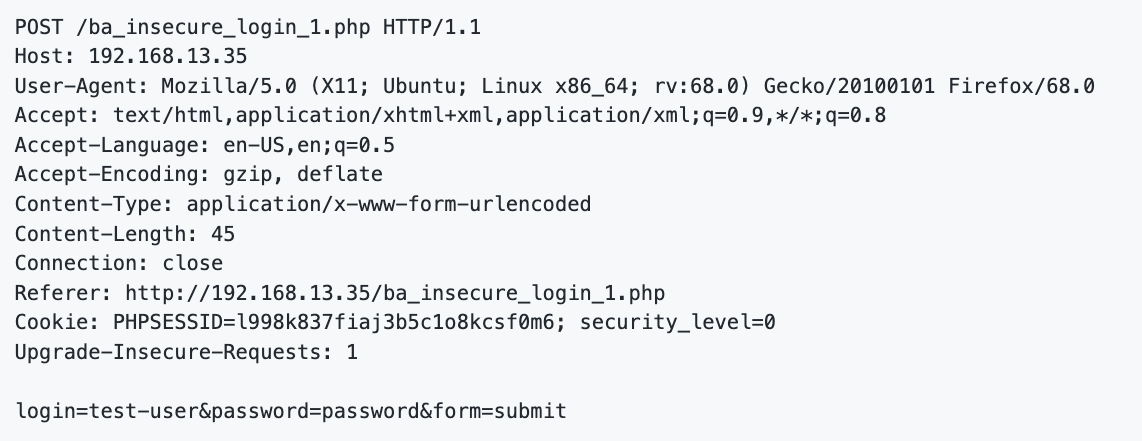 POST /ba_insecure_login_1.php HTTP/1.1
Host: 192.168.13.35
User-Agent: Mozilla/5.0 (X11; Ubuntu; Linux x86_64; rv:68.0) Gecko/20100101 Firefox/68.0
Accept: text/html,application/xhtml+xml,application/xml;q=0.9,*/*;q=0.8
Accept-Language: en-US,en;q=0.5
Accept-Encoding: gzip, deflate
Content-Type: application/x-www-form-urlencoded
Content-Length: 45
Connection: close
Referer: http://192.168.13.35/ba_insecure_login_1.php
Cookie: PHPSESSID=l998k837fiaj3b5c1o8kcsf0m6; security_level=0
Upgrade-Insecure-Requests: 1

login=test-user&password=password&form=submit